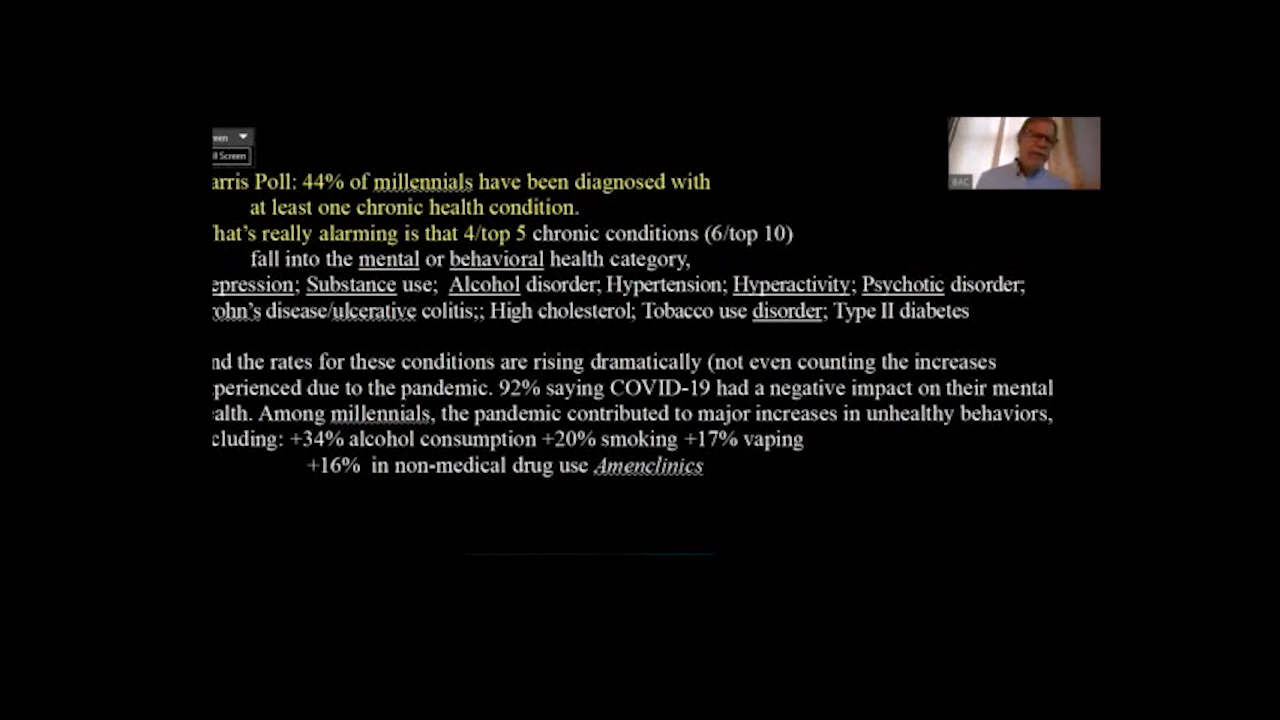 een
ll Screen
arris Poll: 44% of millennials have been diagnosed with
at least one chronic health condition.
hat's really alarming is that 4/top 5 chronic conditions (6/top 10)
fall into the mental or behavioral health category,
epression; Substance use; Alcohol disorder; Hypertension; Hyperactivity; Psychotic disorder;
rohn's disease/ulcerative colitis;; High cholesterol; Tobacco use disorder; Type II diabetes
nd the rates for these conditions are rising dramatically (not even counting the increases
perienced due to the pandemic. 92% saying COVID-19 had a negative impact on their mental
ealth. Among millennials, the pandemic contributed to major increases in unhealthy behaviors,
cluding: +34% alcohol consumption +20% smoking +17% vaping
+16% in non-medical drug use Amenclinics